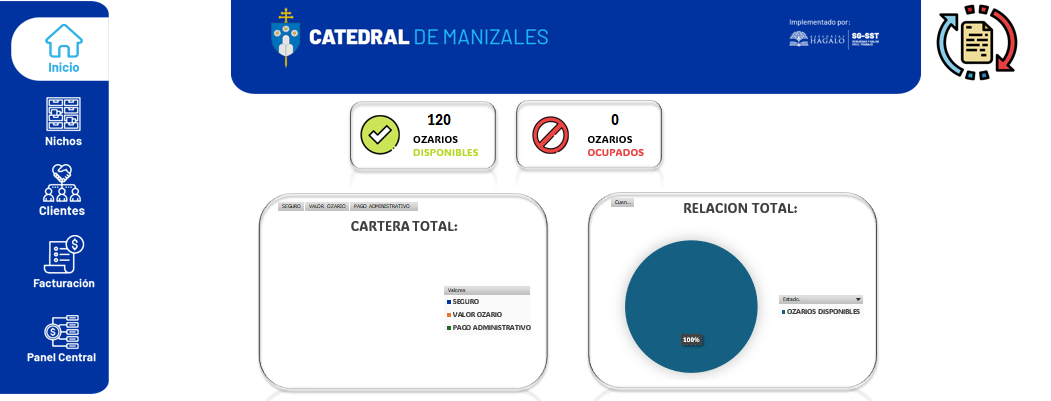 Inicio
Nichos
Clientes
Facturación
Panel Central
CATEDRAL DE MANIZALES
Implementado por:
HAGALO
SG-SST
120
OZARIOS
DISPONIBLES
0
OZARIOS
OCUPADOS
SEGURO VALOR OZARIO PAGO ADMINISTRATIVO
CARTERA TOTAL:
Valores
SEGURO
VALOR OZARIO
PAGO ADMINISTRATIVO
Cuen...
RELACION TOTAL:
100%
Estado.
OZARIOS DISPONIBLES